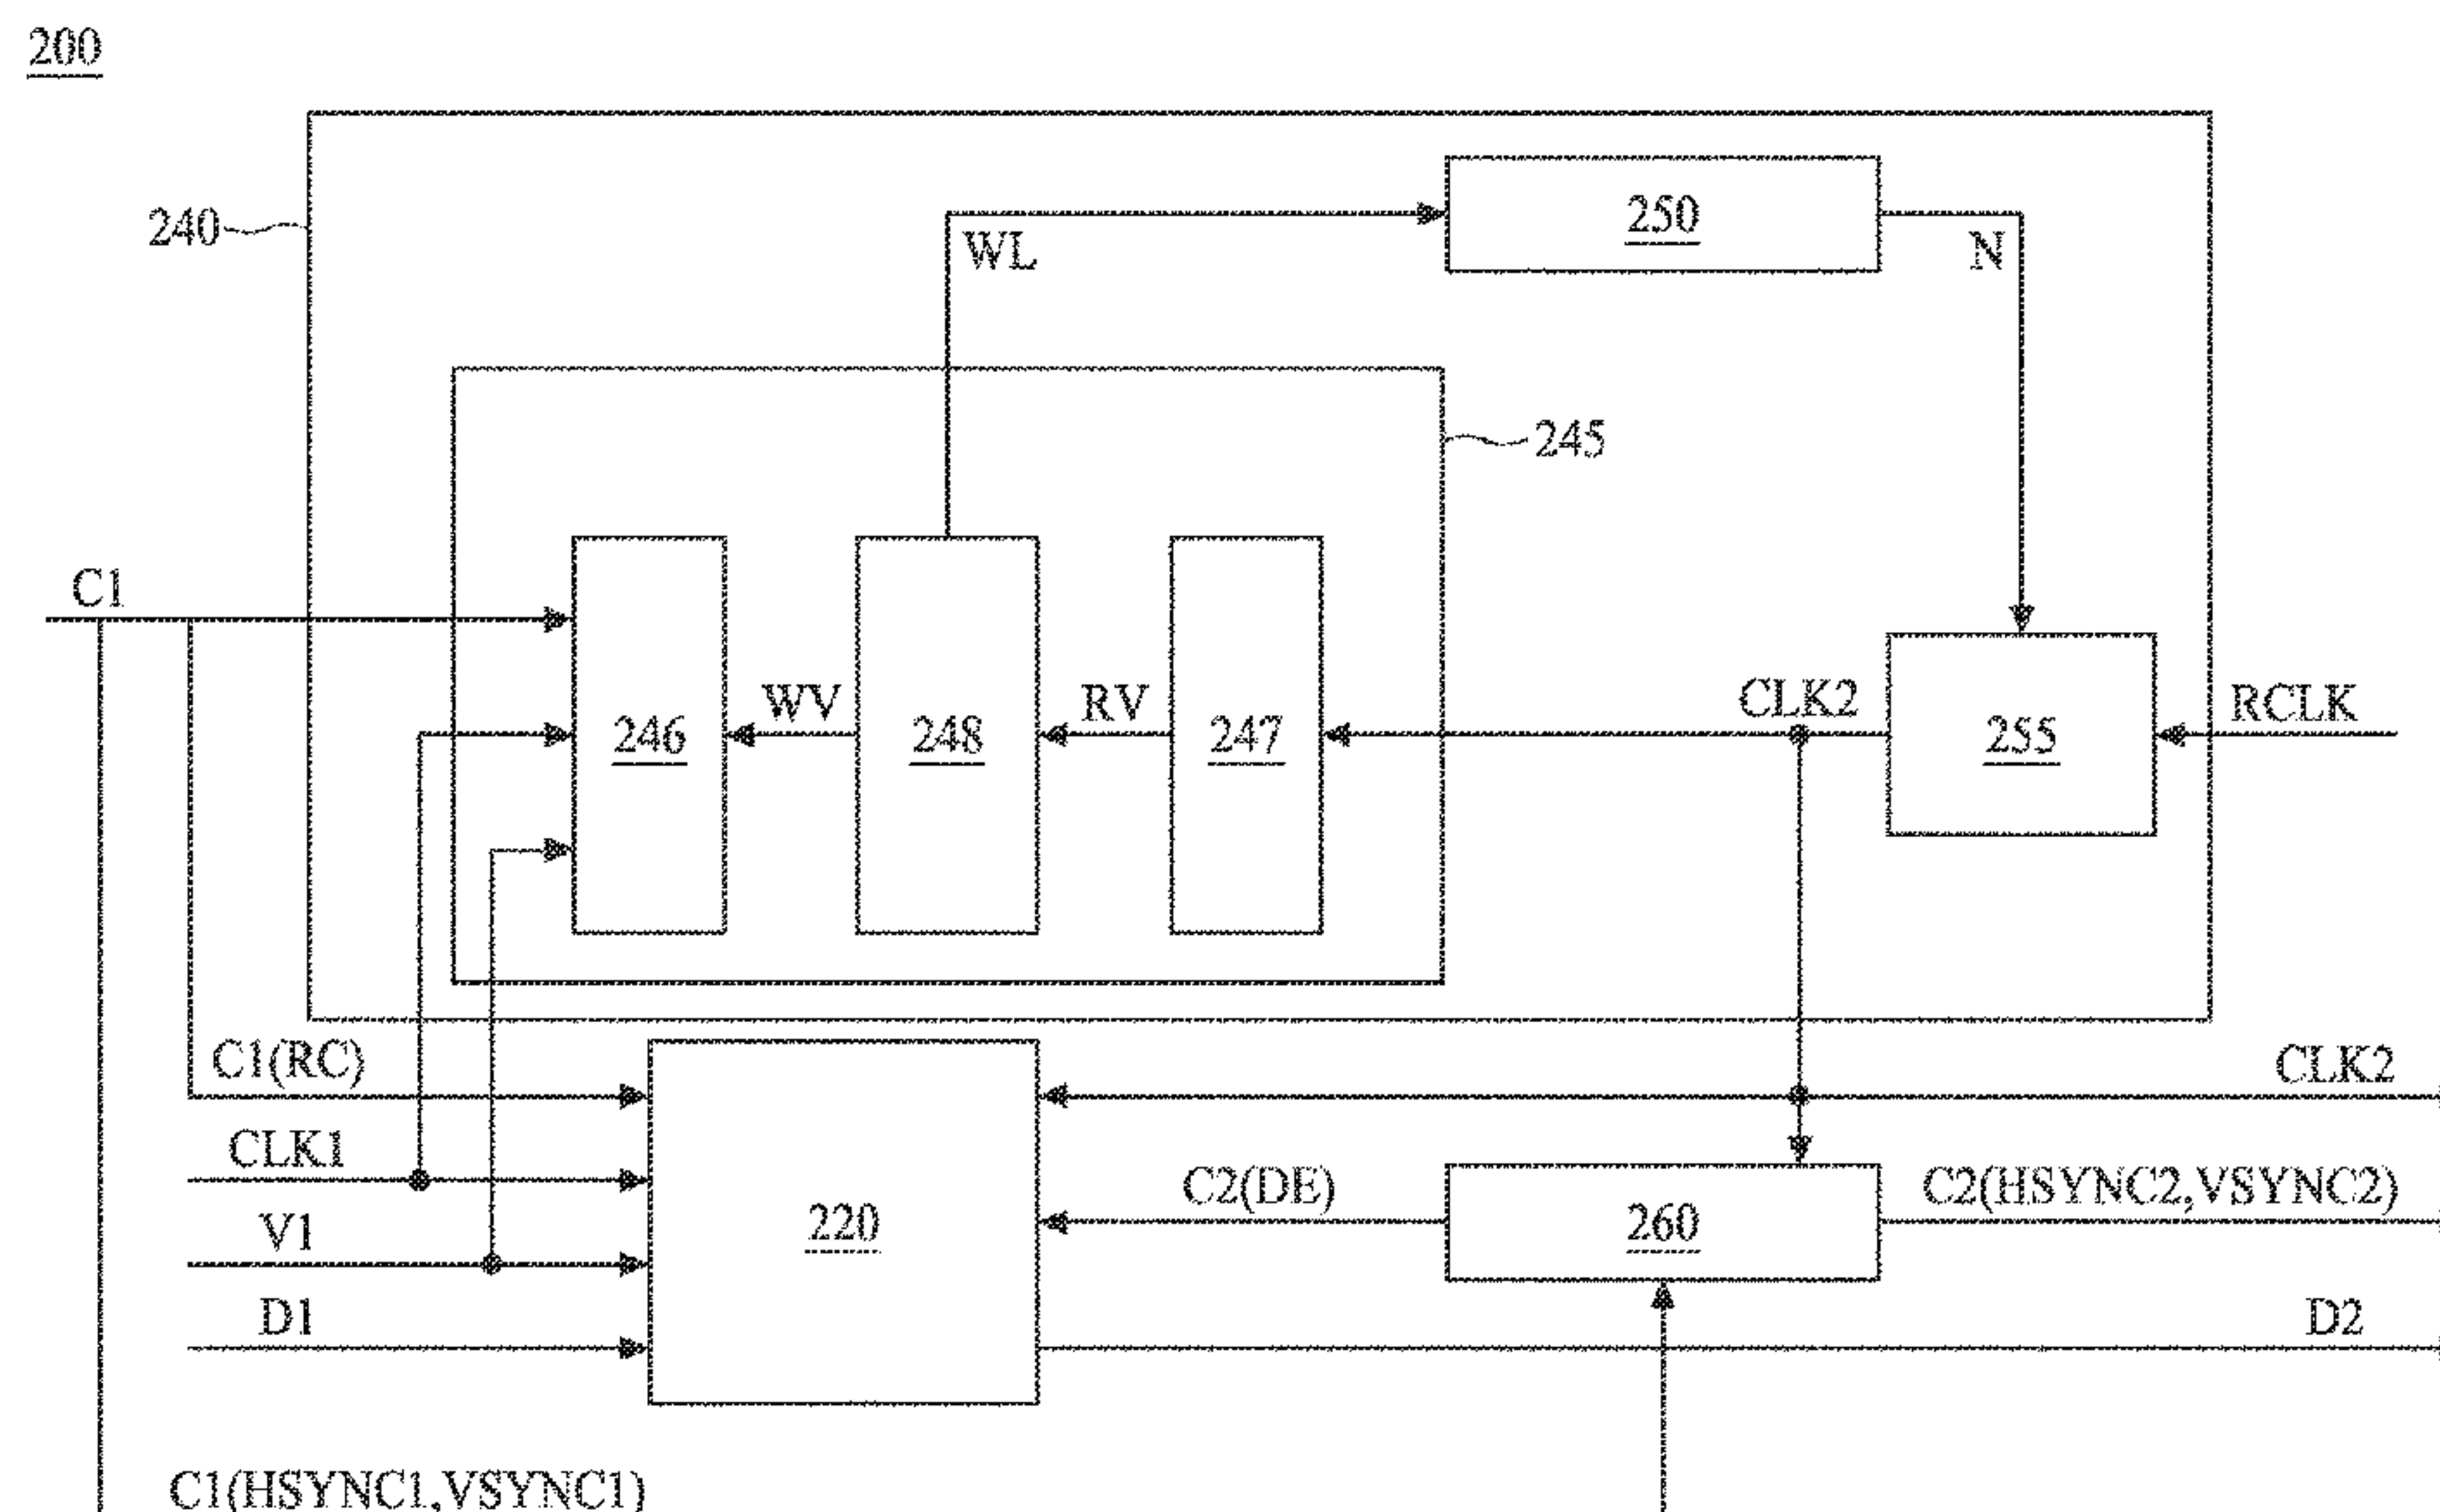 200
250
240
WL
N
245
C1
246
WV
248
RV
247
CLK2
255
RCLK
C1(RC)
CLK2
CLK1
C2(DE)
C2(HSYNC2,VSYNC2)
V1
220
260
D1
D2
C1(HSYNC1,VSYNC1)